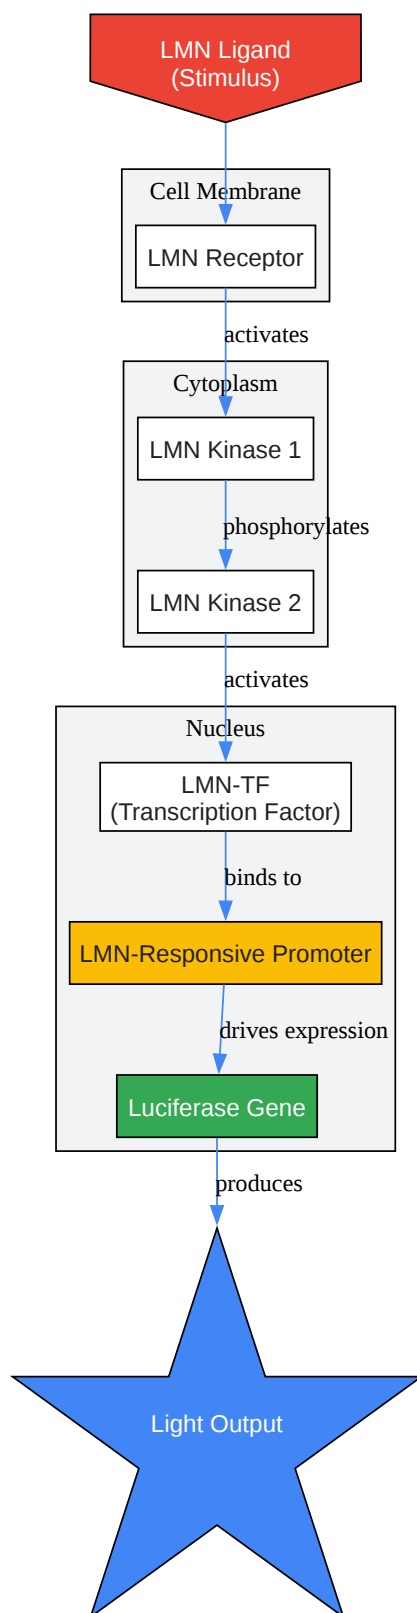 LMN Ligand
(Stimulus)
Cell Membrane
LMN Receptor
activates
Cytoplasm
LMN Kinase 1
phosphorylates
LMN Kinase 2
activates
Nucleus
LMN-TF
(Transcription Factor)
binds to
LMN-Responsive Promoter
drives expression
Luciferase Gene
produces
Light Output